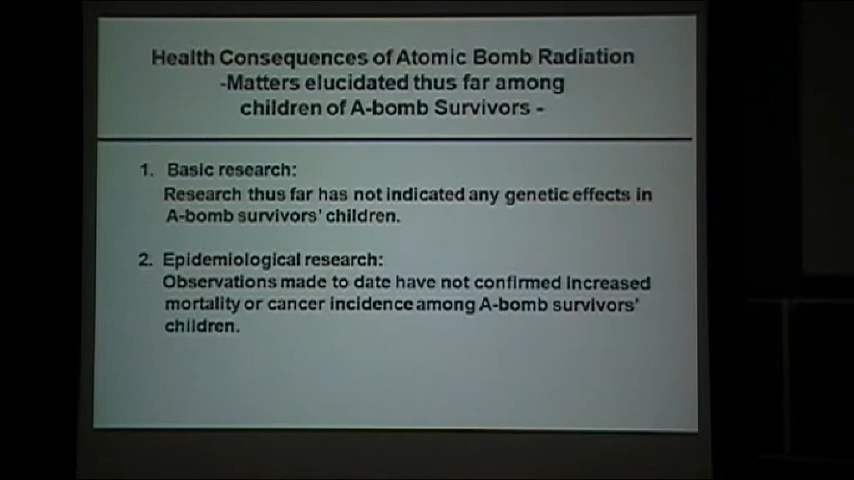 Health Consequences of Atomic Bomb Radiation
-Matters elucidated thus far among
children of A-bomb Survivors -
1. Basic research:
Research thus far has not indicated any genetic effects in
A-bomb survivors' children.
2. Epidemiological research:
Observations made to date have not confirmed increased
mortality or cancer incidence among A-bomb survivors'
children.